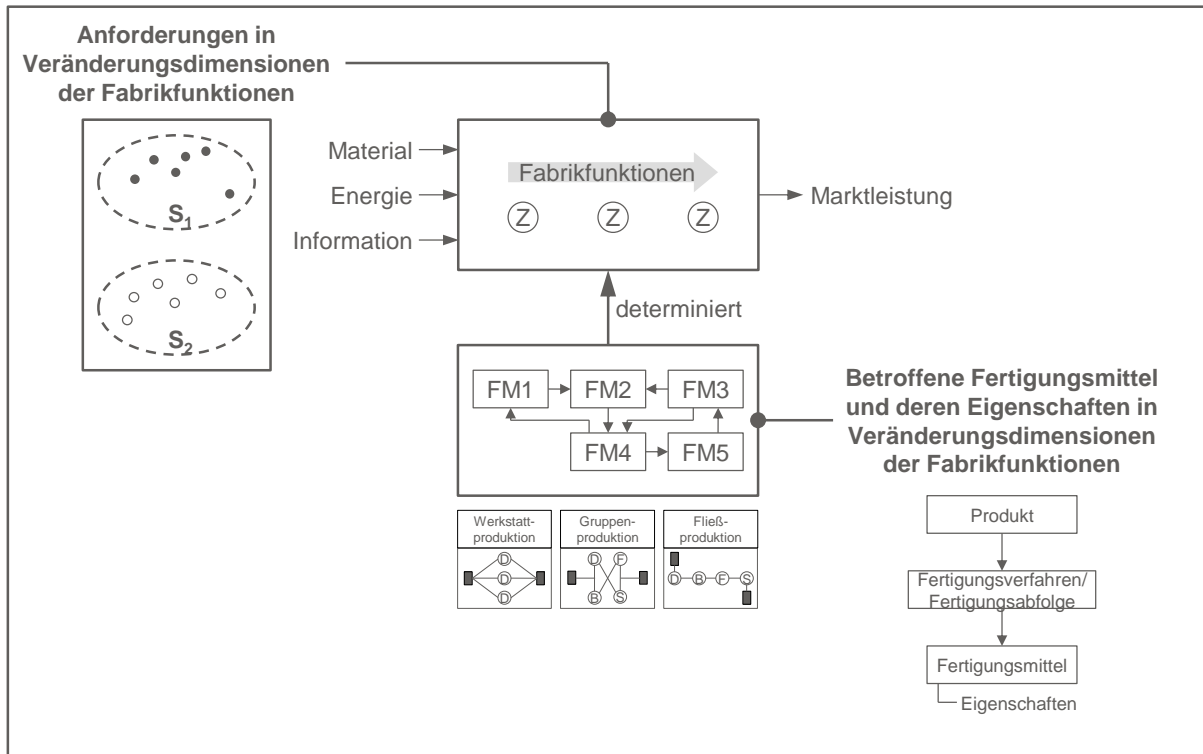 Anforderungen in
Veränderungsdimensionen
der Fabrikfunktionen
S1
S2
Material
Energie
Information
Fabrikfunktionen
Z Z Z
Marktleistung
determiniert
FM1 FM2 FM3
FM4 FM5
Betroffene Fertigungsmittel
und deren Eigenschaften in
Veränderungsdimensionen
der Fabrikfunktionen
Werkstatt-
produktion
D
D
D
Gruppen-
produktion
D F
B S
Fließ-
produktion
D B F S
Produkt
Fertigungsverfahren/
Fertigungsabfolge
Fertigungsmittel
Eigenschaften